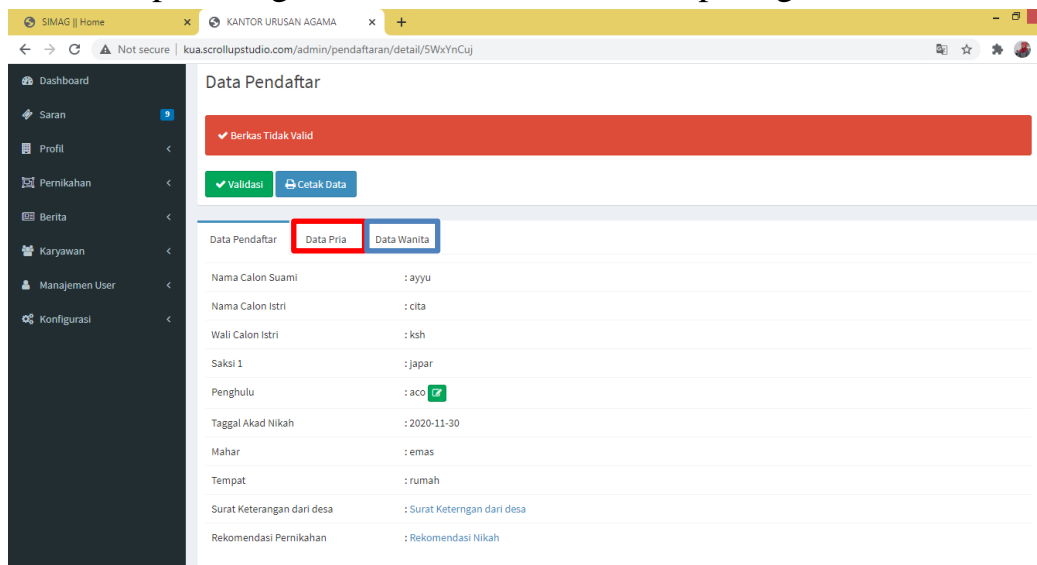 SIMAG || Home
KANTOR URUSAN AGAMA
Not secure | kua.scrollupstudio.com/admin/pendaftaran/detail/5WxYnCuj
Dashboard
Saran 9
Profil
Pernikahan
Berita
Karyawan
Manajemen User
Konfigurasi
Data Pendaftar
Berkas Tidak Valid
Validasi Cetak Data
Data Pendaftar Data Pria Data Wanita
Nama Calon Suami : ayyu
Nama Calon Istri : cita
Wali Calon Istri : ksh
Saksi 1 : japar
Penghulu : aco
Taggal Akad Nikah : 2020-11-30
Mahar : emas
Tempat : rumah
Surat Keterangan dari desa : Surat Keterngan dari desa
Rekomendasi Pernikahan : Rekomendasi Nikah